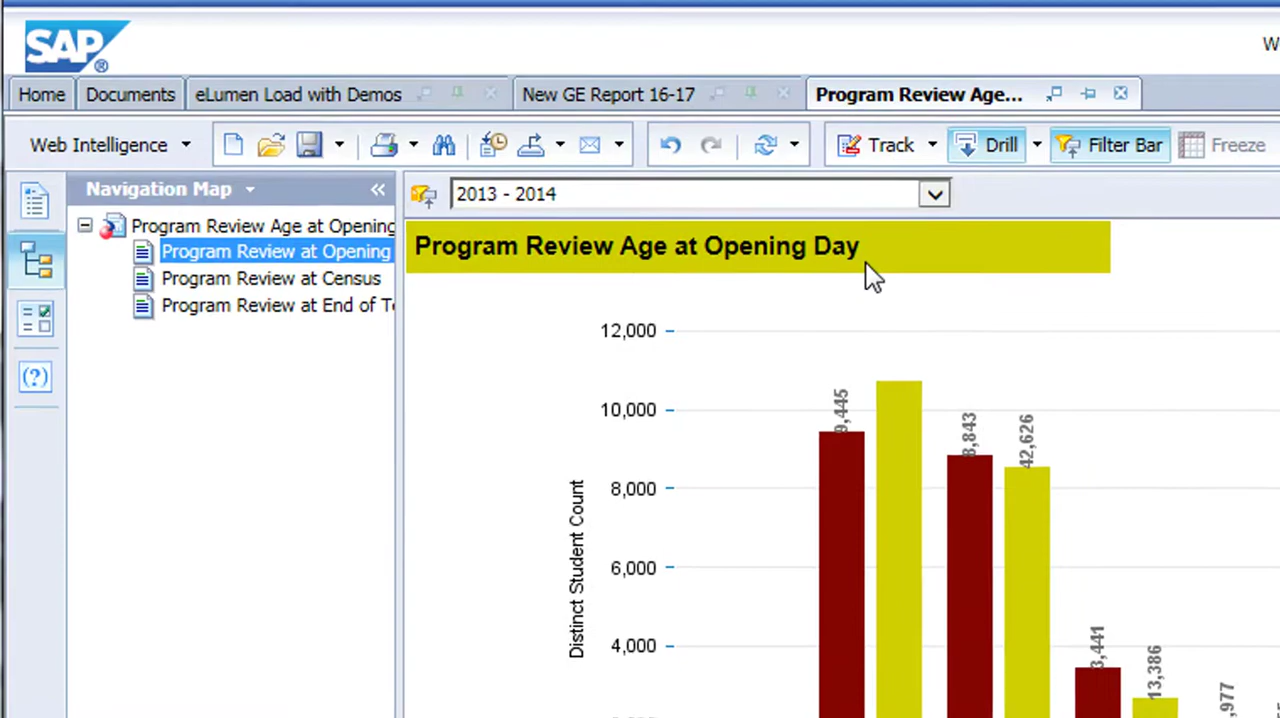 SAP®
W
Home Documents eLumen Load with Demos New GE Report 16-17 Program Review Age...
Web Intelligence Track Drill Filter Bar Freeze
Navigation Map
2013 - 2014
Program Review Age at Opening
Program Review at Opening
Program Review at Census
Program Review at End of
Program Review Age at Opening Day
12,000
10,000
8,000
6,000
4,000
Distinct Student Count
9,445
8,843
42,626
3,441
13,386